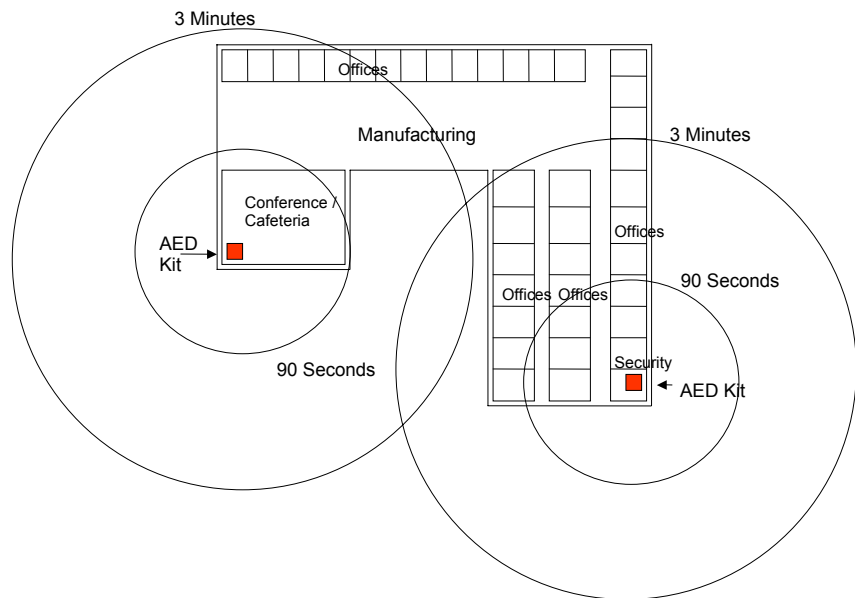 3 Minutes
Offices
Manufacturing
3 Minutes
Conference /
Cafeteria
AED
Kit
Offices
90 Seconds
Offices
Offices
90 Seconds
Security
AED Kit